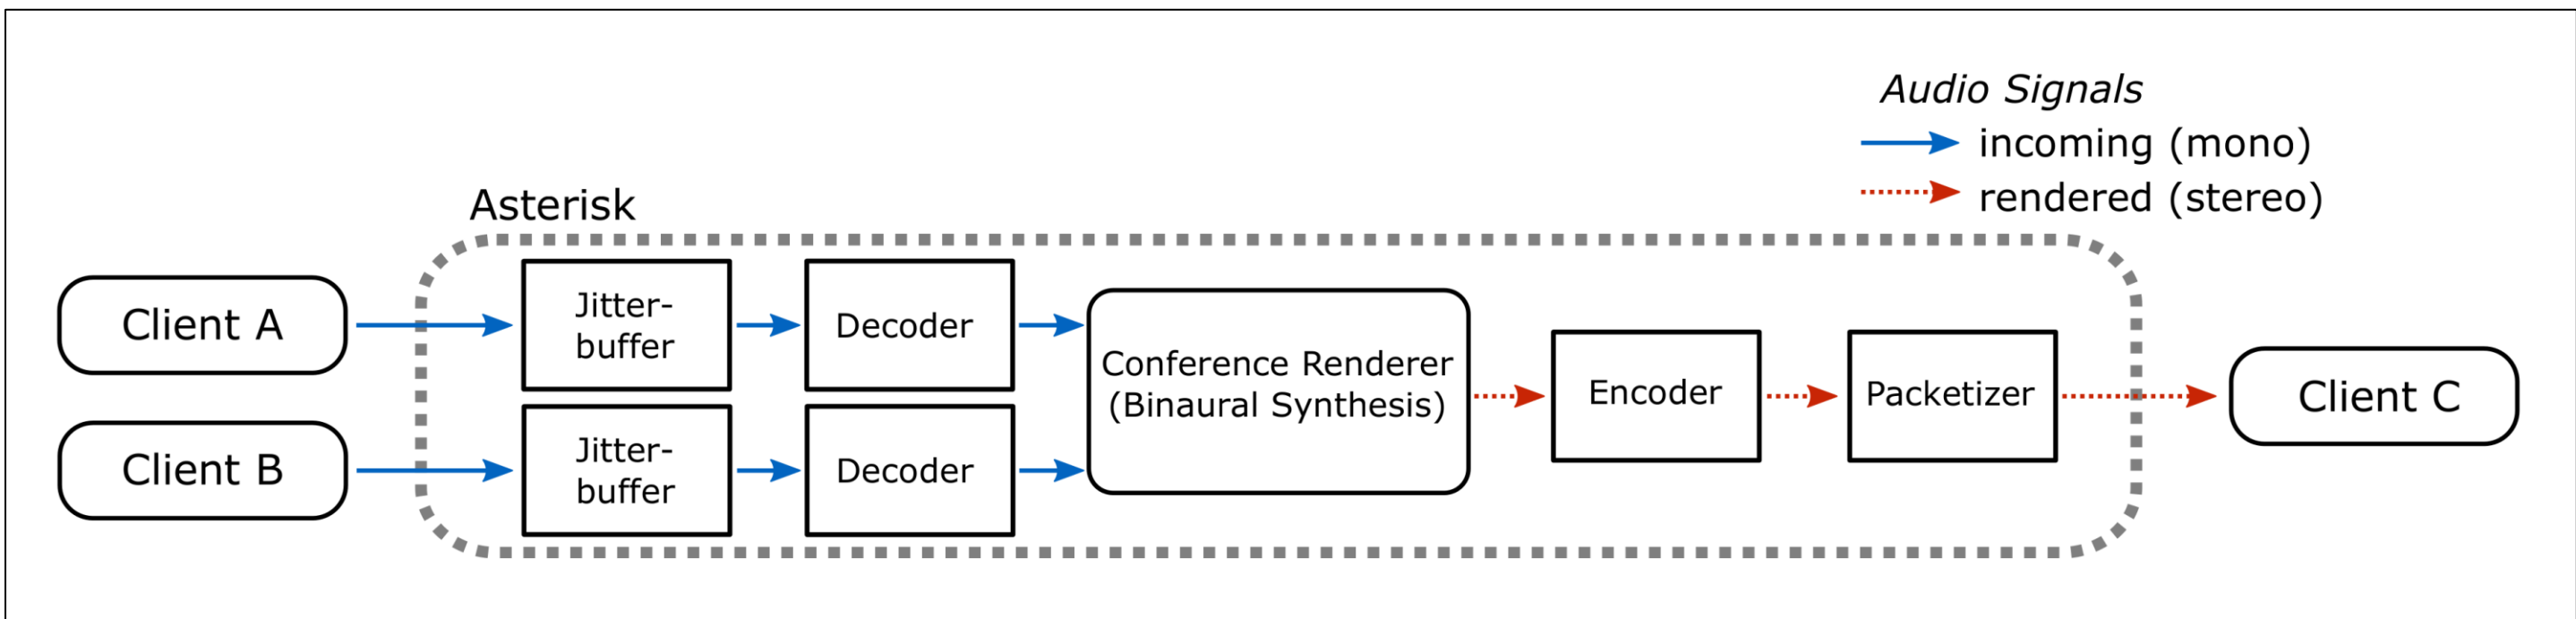 Audio Signals
incoming (mono)
rendered (stereo)
Asterisk
Client A
Jitter-
buffer
Decoder
Client B
Jitter-
buffer
Decoder
Conference Renderer
(Binaural Synthesis)
Encoder
Packetizer
Client C